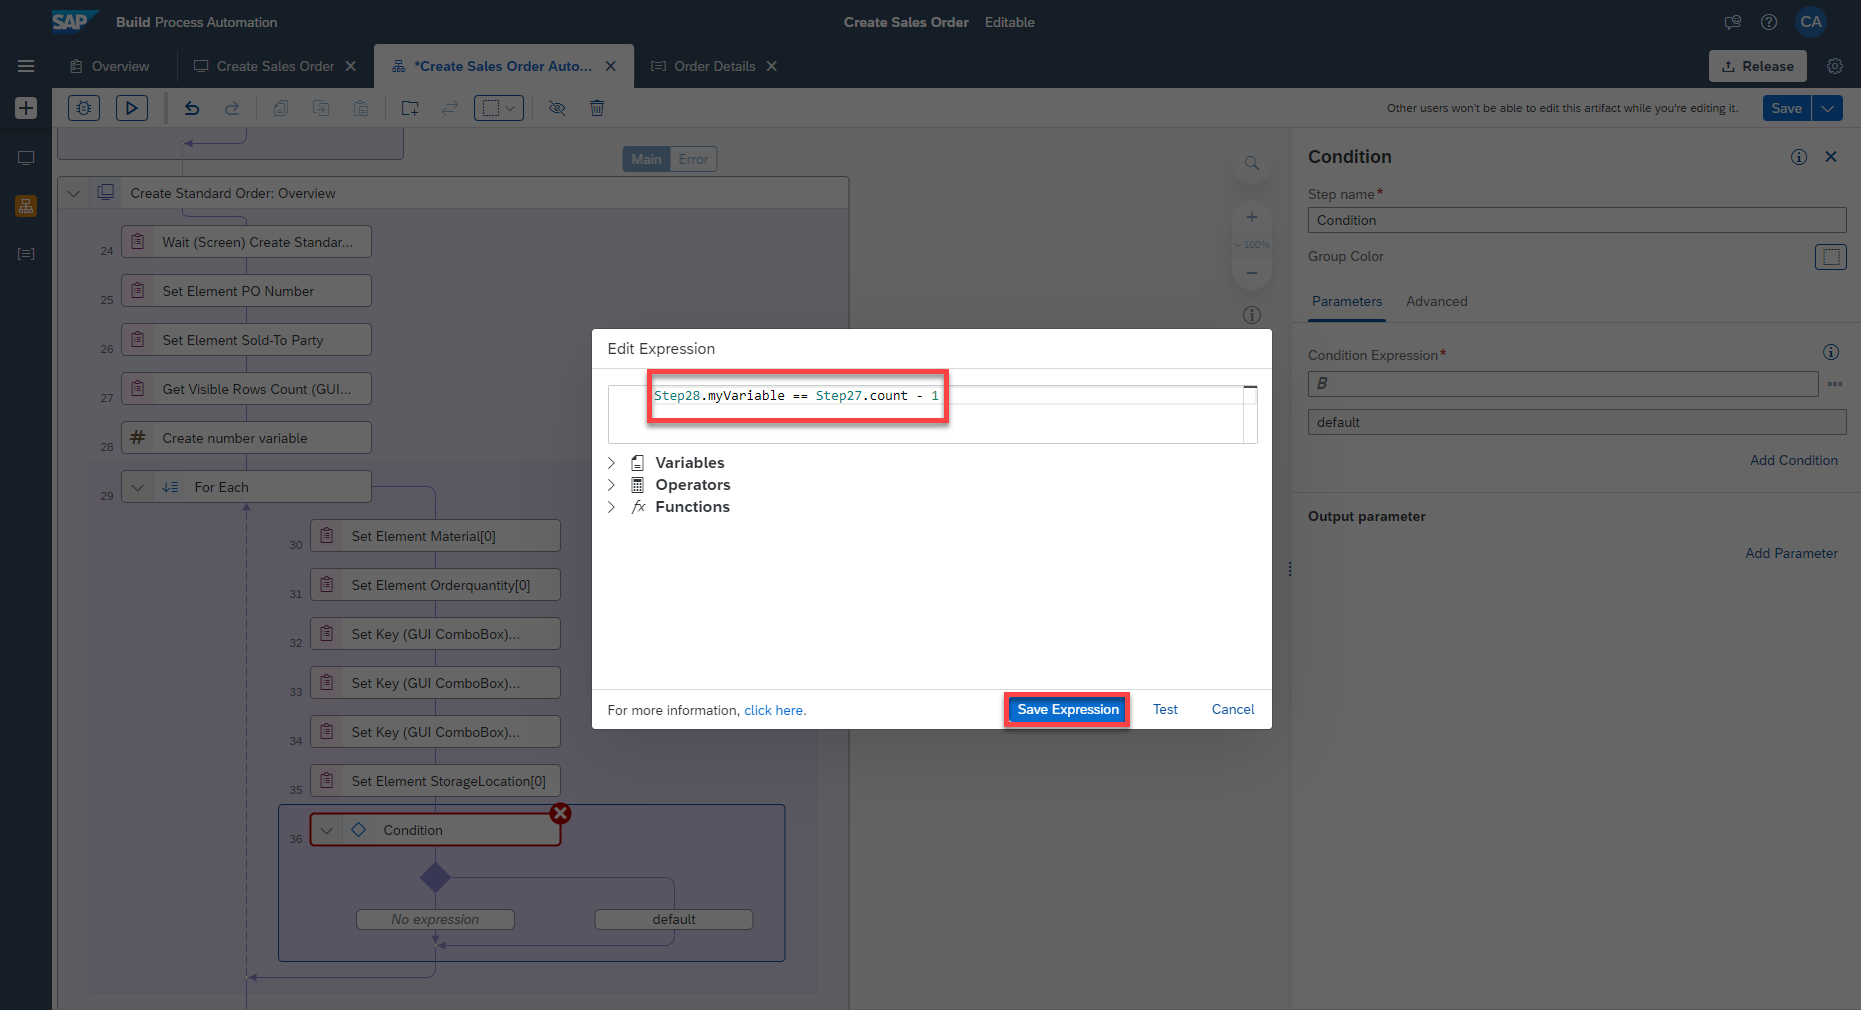 SAP Build Process Automation
Create Sales Order Editable
CA
Overview
Create Sales Order
*Create Sales Order Auto...
Order Details
Release
Other users won't be able to edit this artifact while you're editing it.
Save
Main Error
Create Standard Order: Overview
24 Wait (Screen) Create Standar...
25 Set Element PO Number
26 Set Element Sold-To Party
27 Get Visible Rows Count (GUI...
28 # Create number variable
29 For Each
30 Set Element Material[0]
31 Set Element Orderquantity[0]
32 Set Key (GUI ComboBox)...
33 Set Key (GUI ComboBox)...
34 Set Key (GUI ComboBox)...
35 Set Element StorageLocation[0]
36 Condition
No expression default
100%
Edit Expression
Step28.myVariable == Step27.count - 1
Variables
Operators
fx Functions
For more information, click here.
Save Expression Test Cancel
Condition
Step name*
Condition
Group Color
Parameters Advanced
Condition Expression*
B
default
Add Condition
Output parameter
Add Parameter